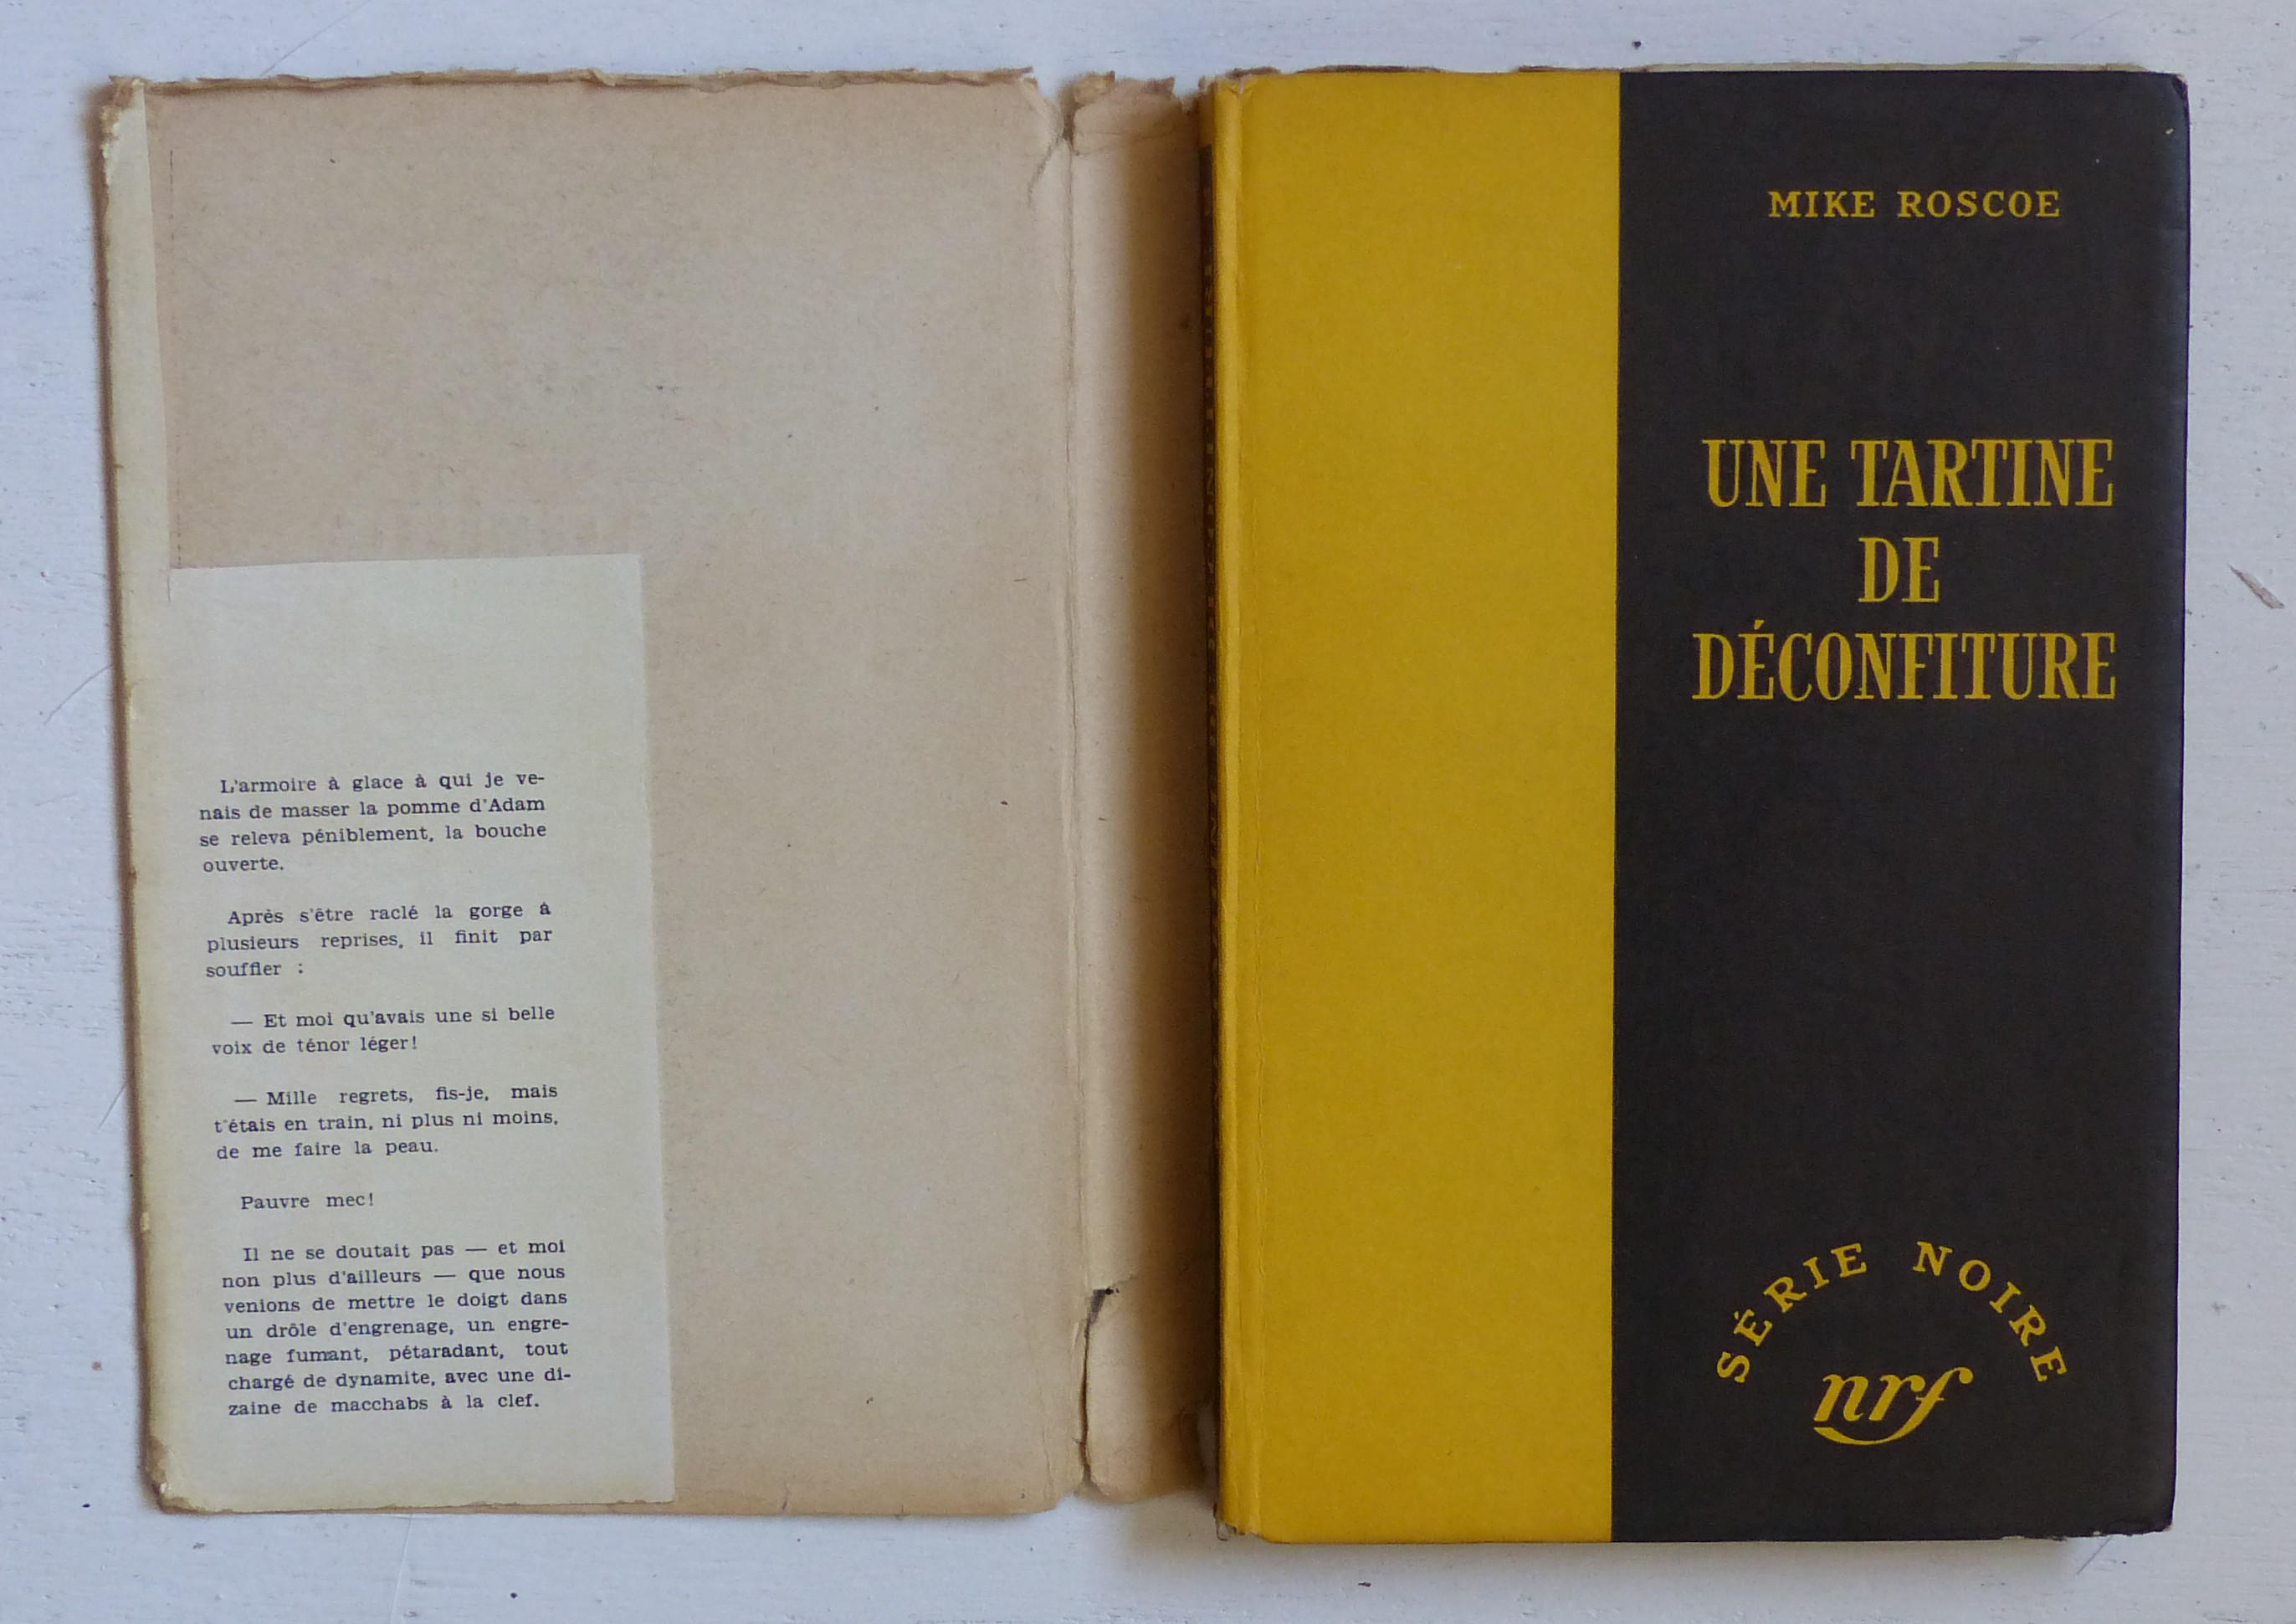 L'armoire à glace à qui je ve-
nais de masser la pomme d'Adam
se releva péniblement, la bouche
ouverte.
Après s'être raclé la gorge à
plusieurs reprises, il finit par
souffler :
— Et moi qu'avais une si belle
voix de ténor léger!
— Mille regrets, fis-je, mais
t'étais en train, ni plus ni moins,
de me faire la peau.
Pauvre mec!
Il ne se doutait pas — et moi
non plus d'ailleurs — que nous
venions de mettre le doigt dans
un drôle d'engrenage, un engre-
nage fumant, pétaradant, tout
chargé de dynamite, avec une di-
zaine de macchabs à la clef.
MIKE ROSCOE
UNE TARTINE
DE
DÉCONFITURE
SÉRIE NOIRE
nrf